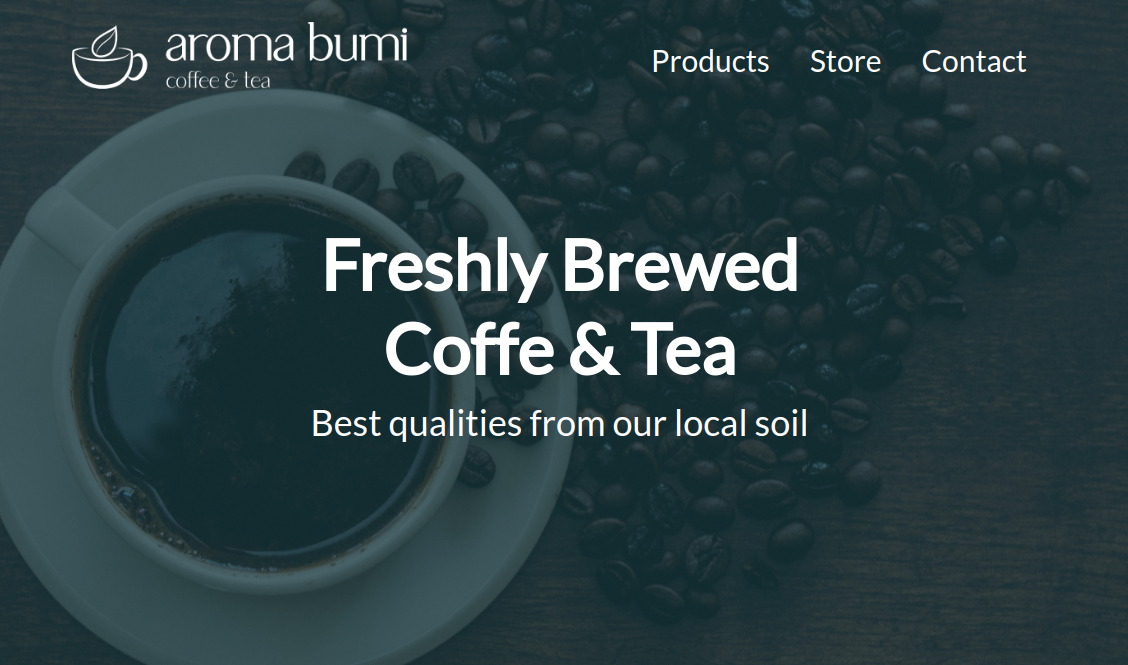 aroma bumi
coffee & tea
Products Store Contact
Freshly Brewed
Coffe & Tea
Best qualities from our local soil